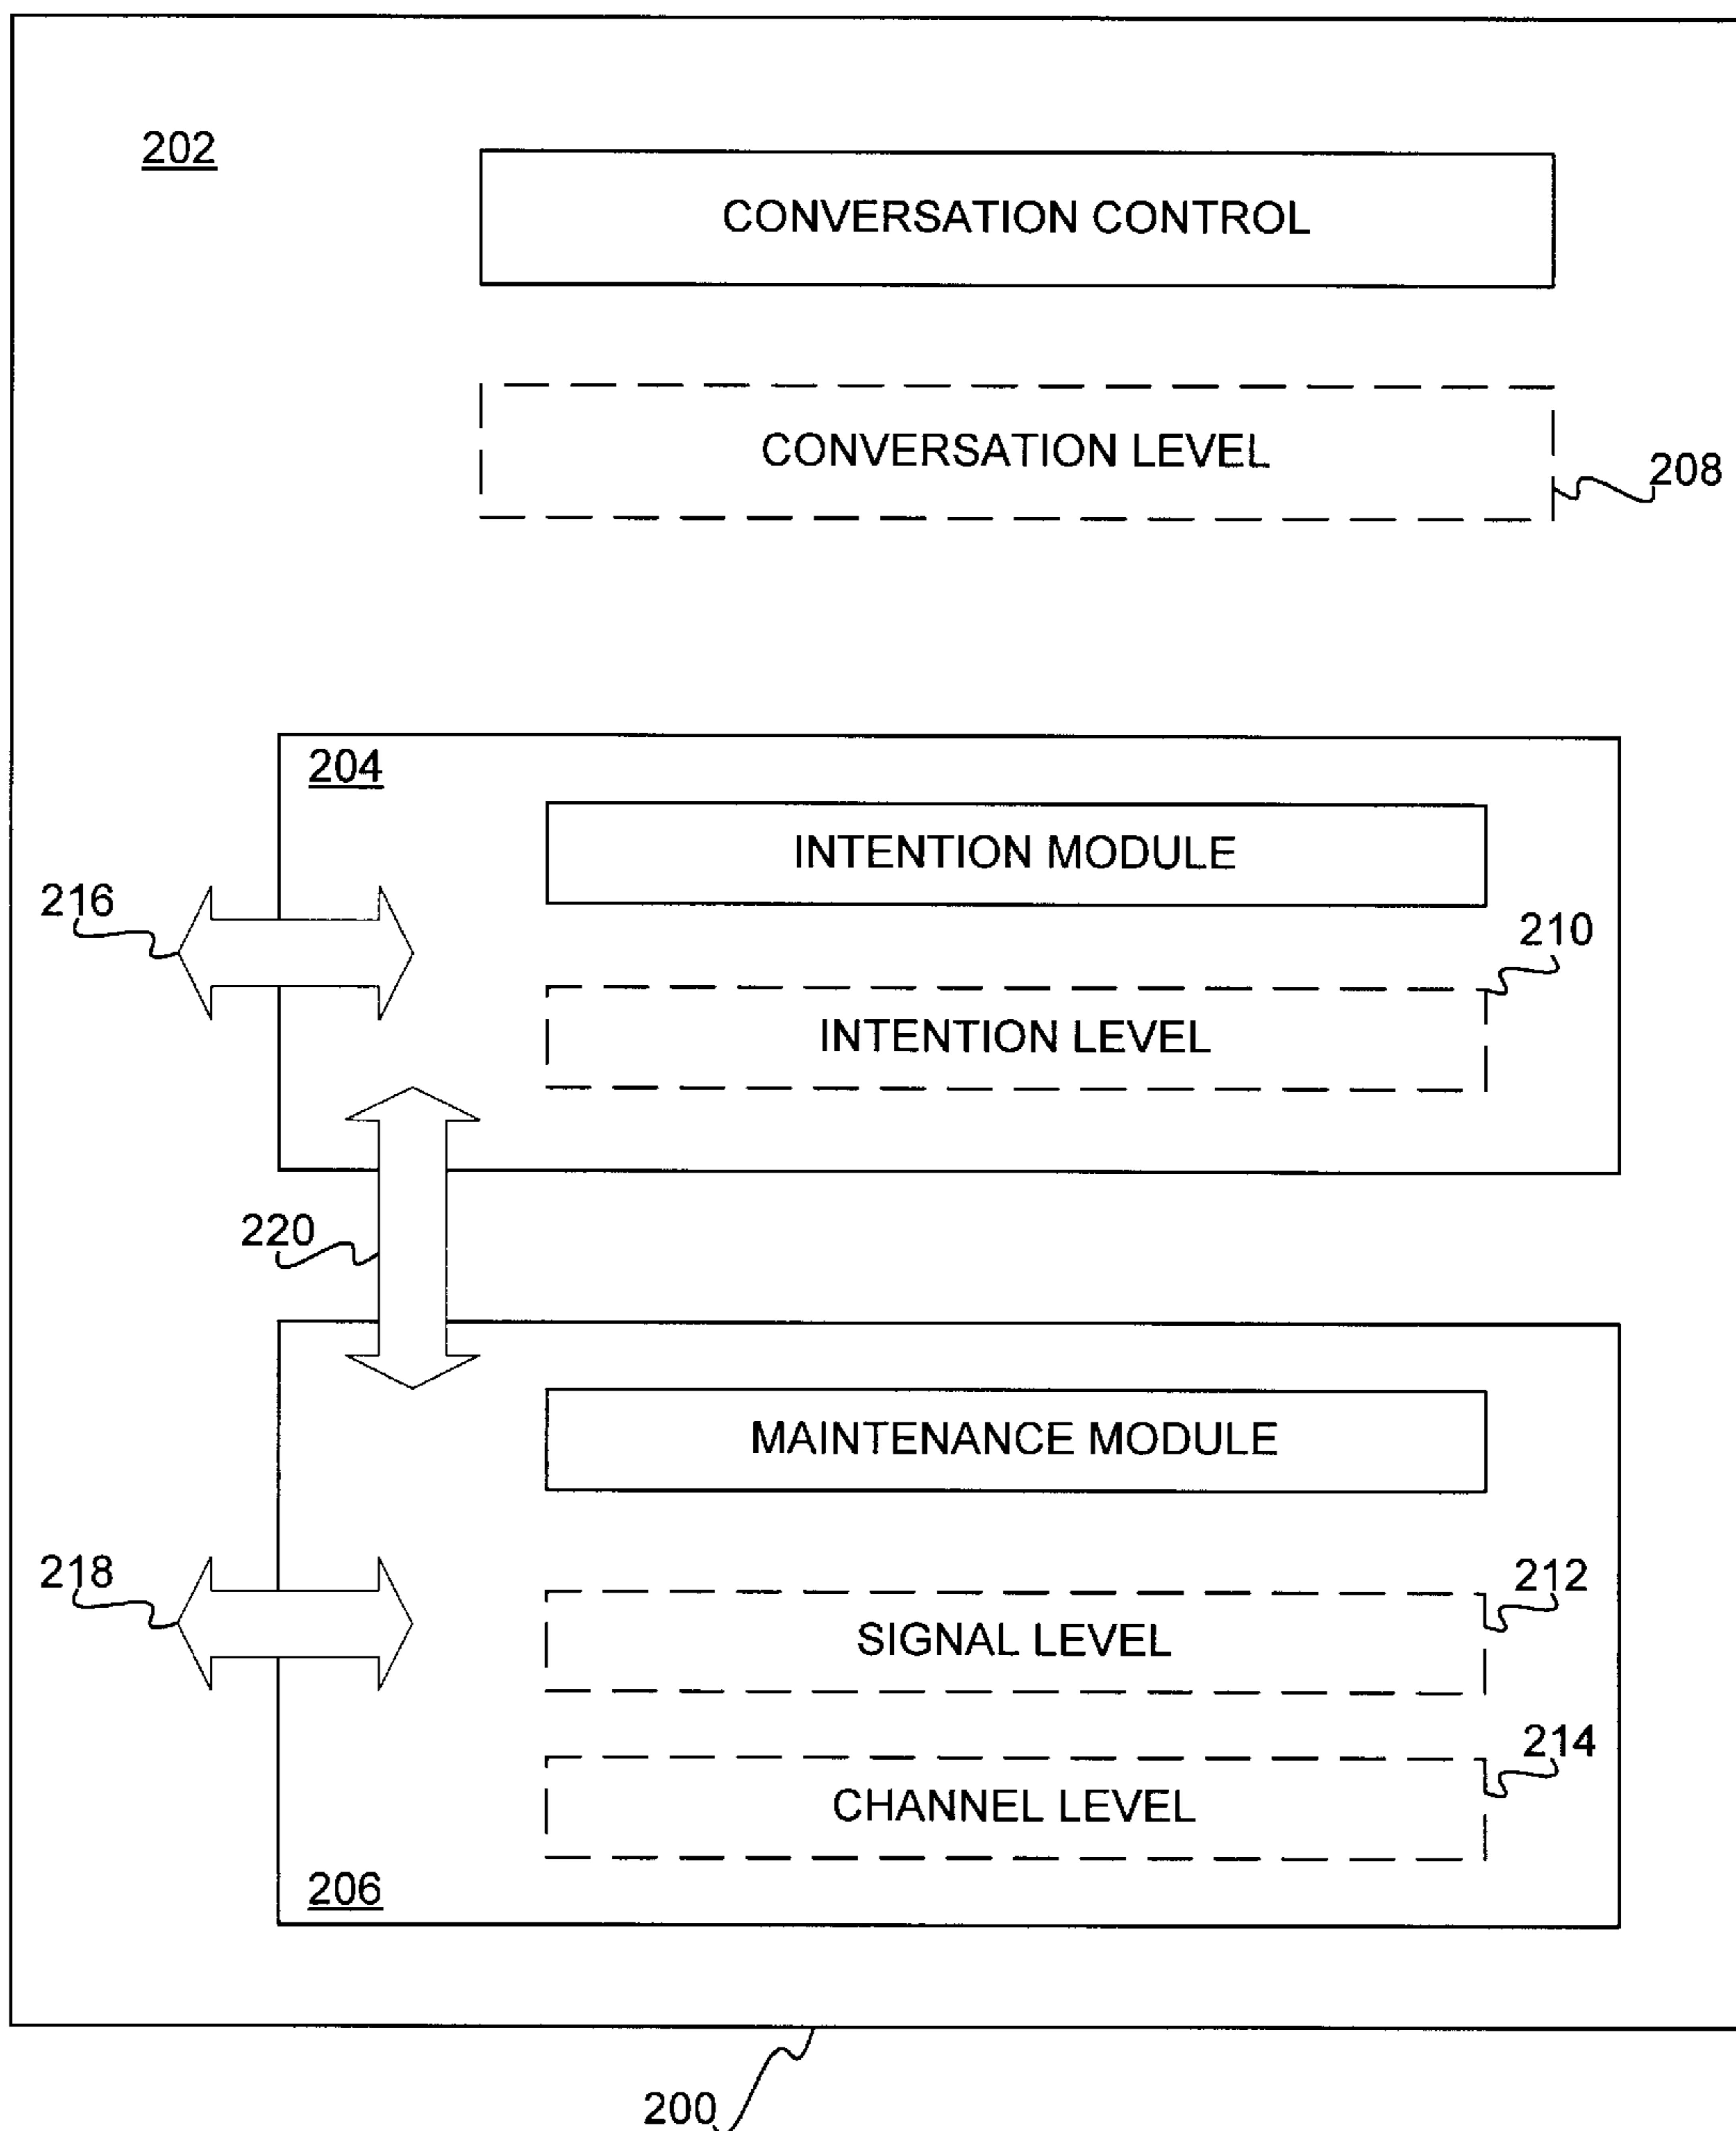 202
CONVERSATION CONTROL
CONVERSATION LEVEL
208
204
INTENTION MODULE
216
210
INTENTION LEVEL
220
MAINTENANCE MODULE
218
212
SIGNAL LEVEL
214
CHANNEL LEVEL
206
200